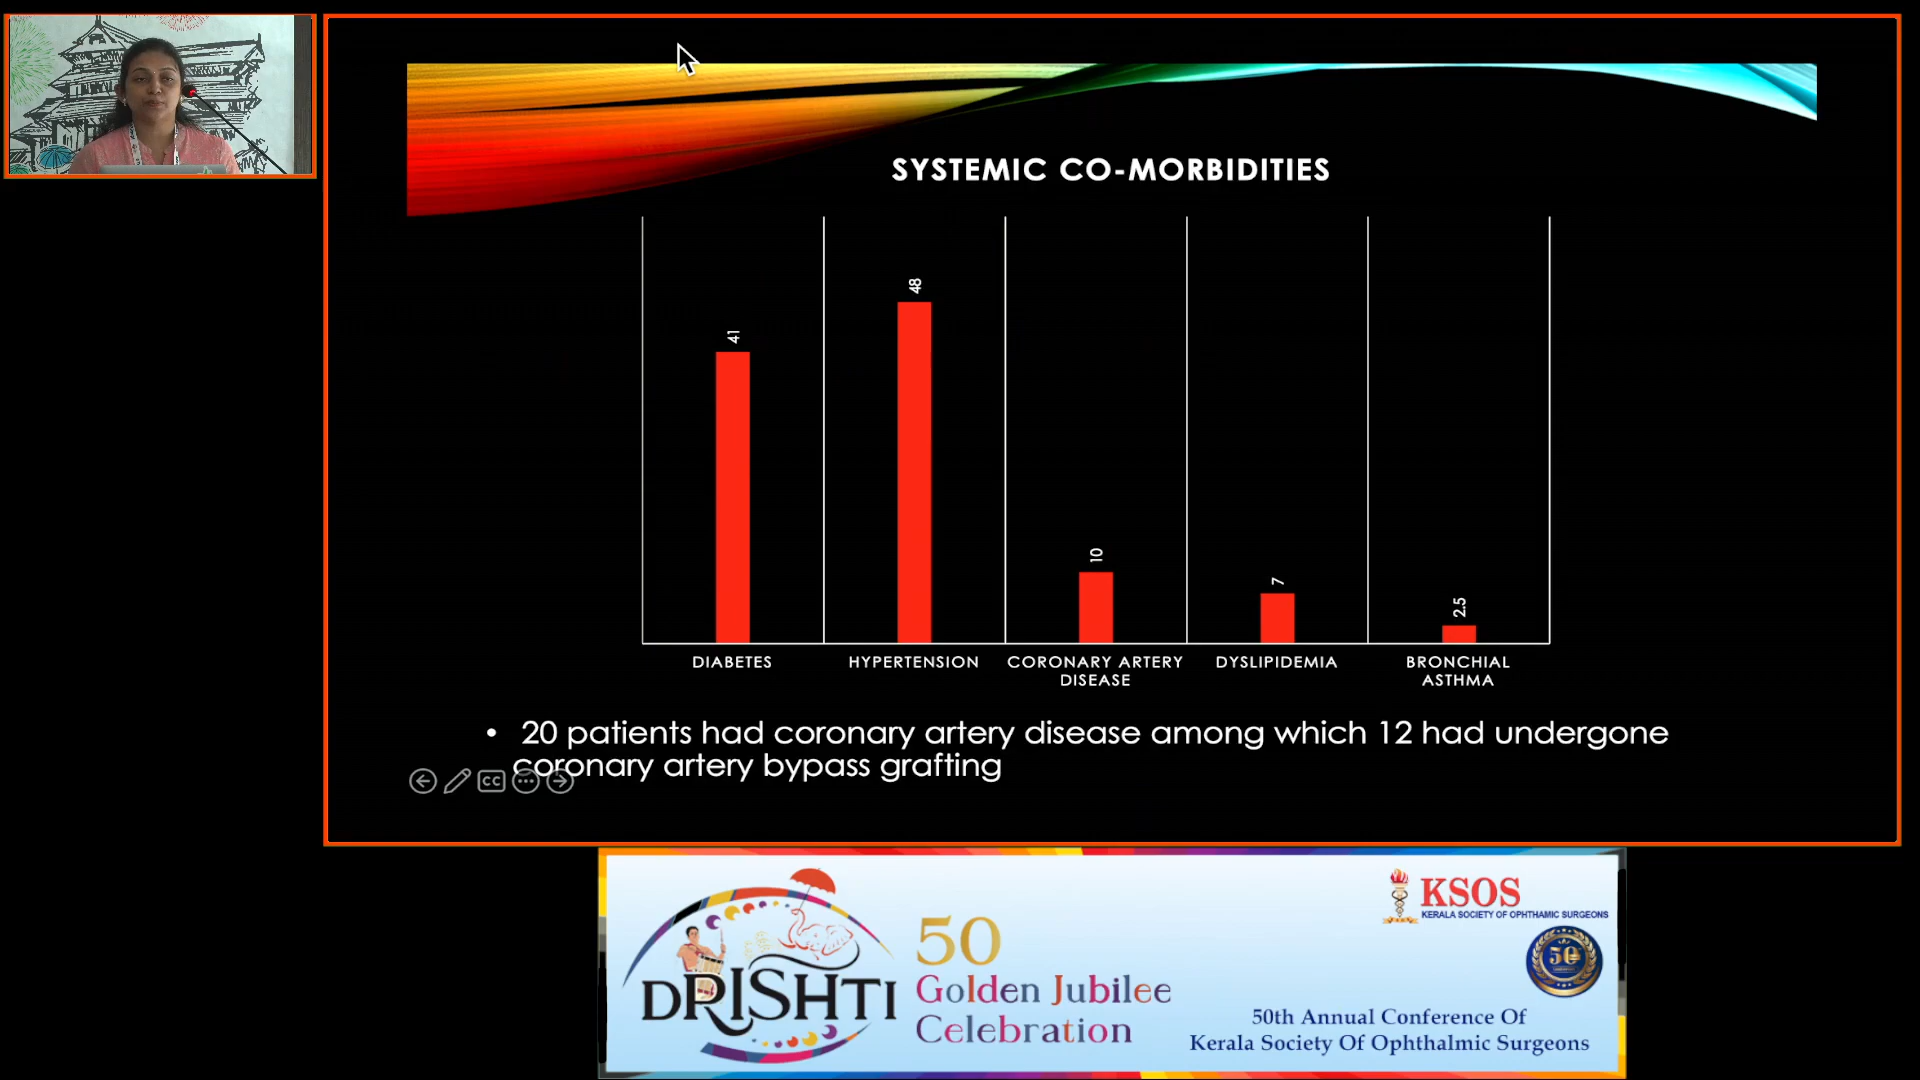 SYSTEMIC CO-MORBIDITIES
41
48
10
7
2.5
DIABETES
HYPERTENSION
CORONARY ARTERY
DISEASE
DYSLIPIDEMIA
BRONCHIAL
ASTHMA
• 20 patients had coronary artery disease among which 12 had undergone
coronary artery bypass grafting
CC
DRISHTI
50
Golden Jubilee
Celebration
KSOS
KERALA SOCIETY OF OPHTHAMIC SURGEONS
50
50th Annual Conference Of
Kerala Society Of Ophthalmic Surgeons